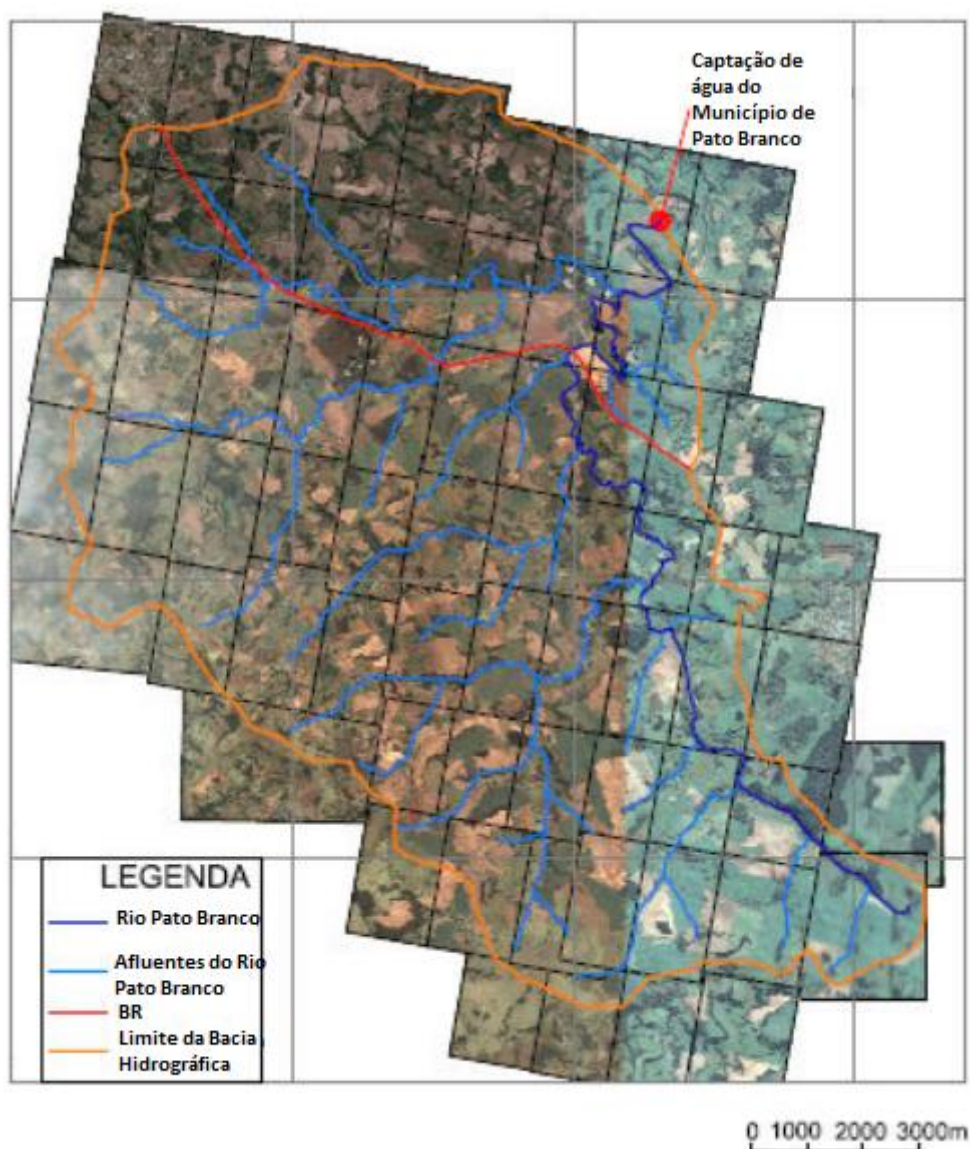 Captação de
água do
Município de
Pato Branco
LEGENDA
Rio Pato Branco
Afluentes do Rio
Pato Branco
BR
Limite da Bacia
Hidrográfica
0 1000 2000 3000m